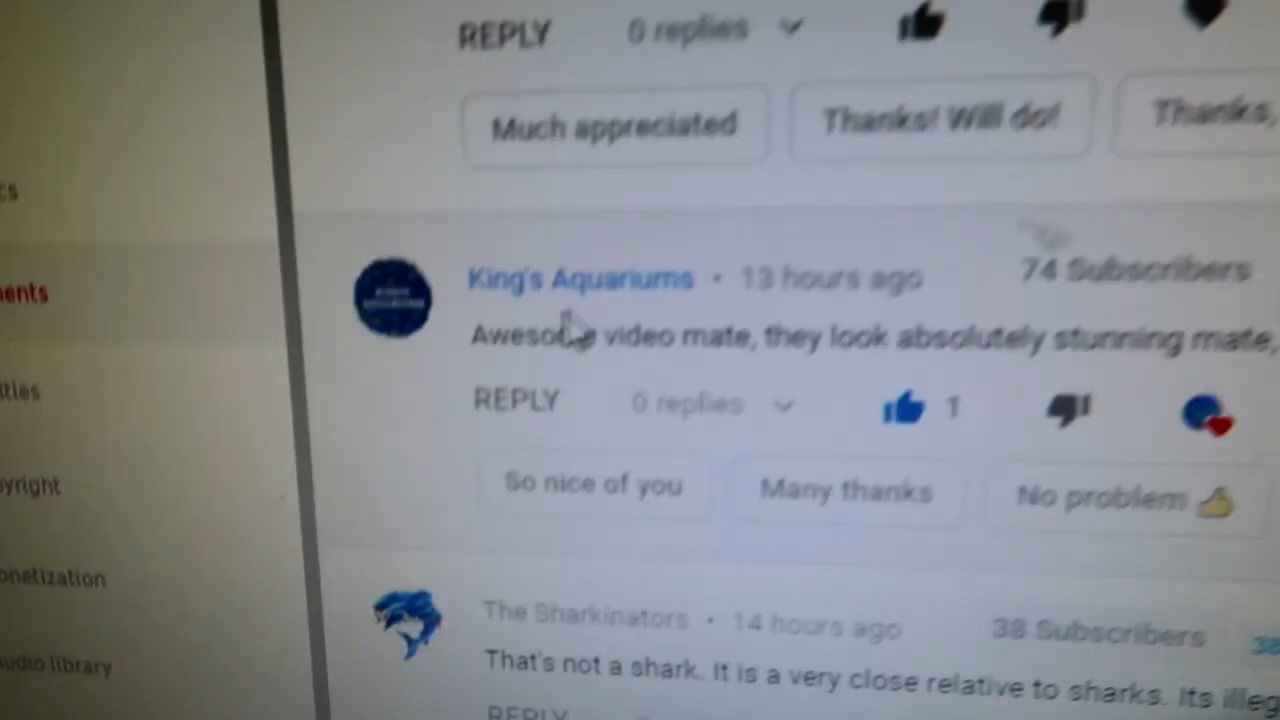 REPLY 0 replies
Much appreciated Thanks! Will do! Thanks,
King's Aquariums • 13 hours ago 74 Subscribers
Awesome video mate, they look absolutely stunning mate,
REPLY 0 replies 1
So nice of you Many thanks No problem 👍
The Sharkinators • 14 hours ago 38 Subscribers 38
That's not a shark. It is a very close relative to sharks. Its illeg
REPLY
cs
ents
ities
yright
onetization
udio library